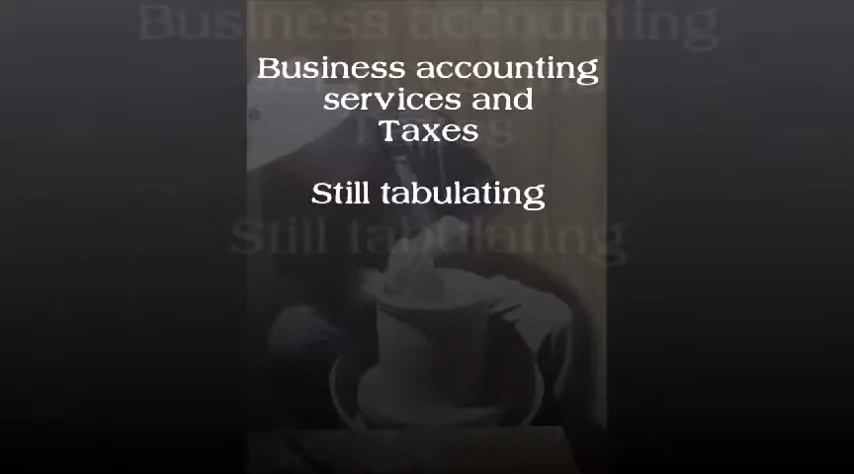 Business accounting
services and
Taxes
Still tabulating